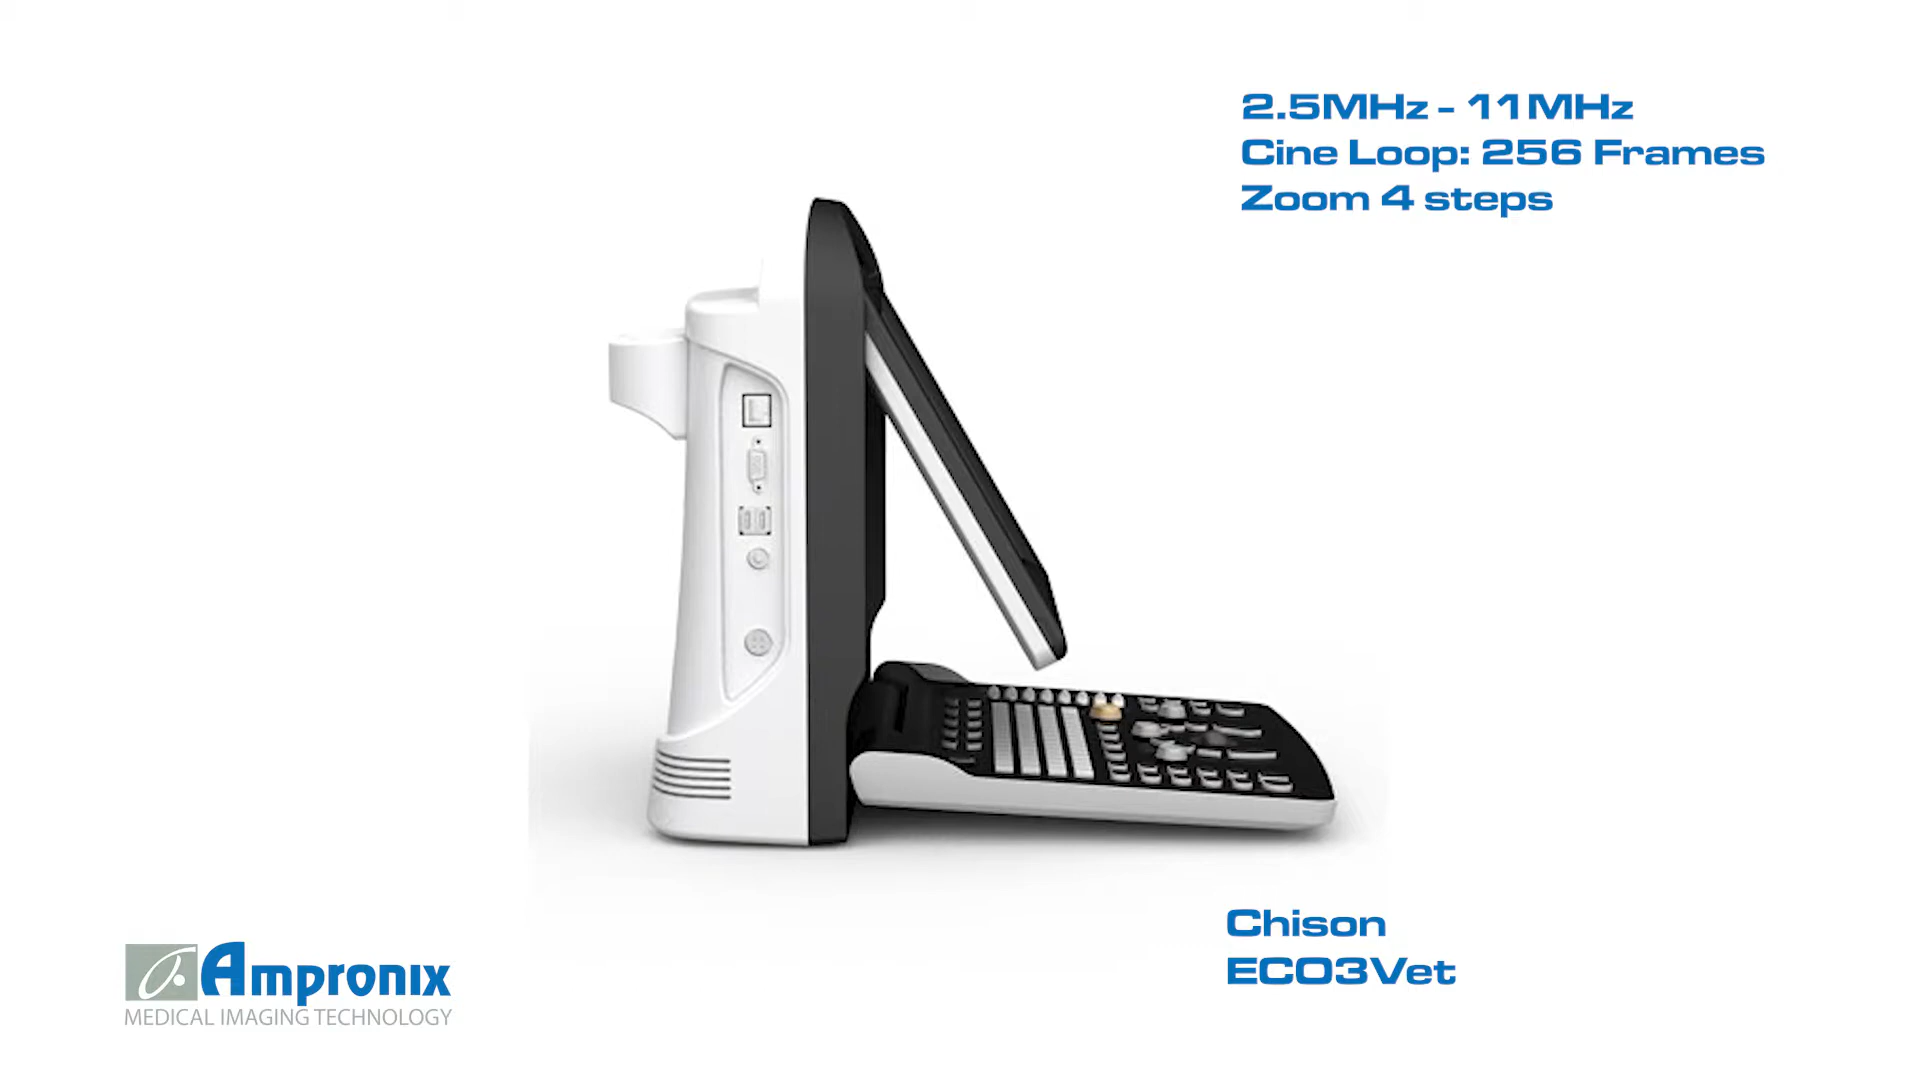 2.5MHz - 11MHz
Cine Loop: 256 Frames
Zoom 4 steps
Chison
ECO3Vet
Ampronix
MEDICAL IMAGING TECHNOLOGY